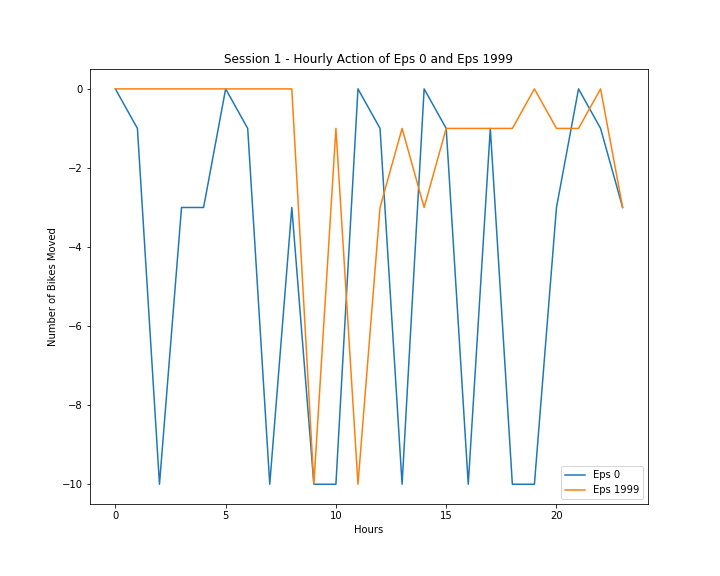 Session 1 - Hourly Action of Eps 0 and Eps 1999
Number of Bikes Moved
0
−2
−4
−6
−8
−10
0 5 10 15 20
Hours
Eps 0
Eps 1999